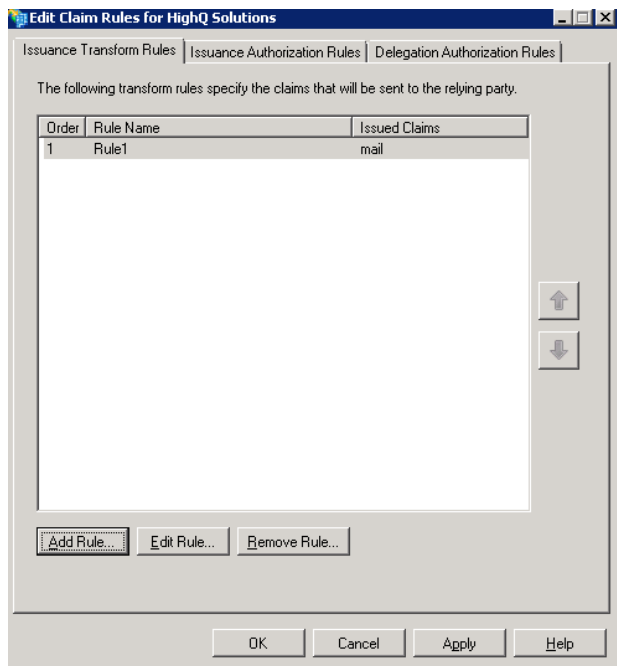 Edit Claim Rules for HighQ Solutions
Issuance Transform Rules Issuance Authorization Rules Delegation Authorization Rules
The following transform rules specify the claims that will be sent to the relying party.
Order Rule Name Issued Claims
1 Rule1 mail
Add Rule... Edit Rule... Remove Rule...
OK Cancel Apply Help